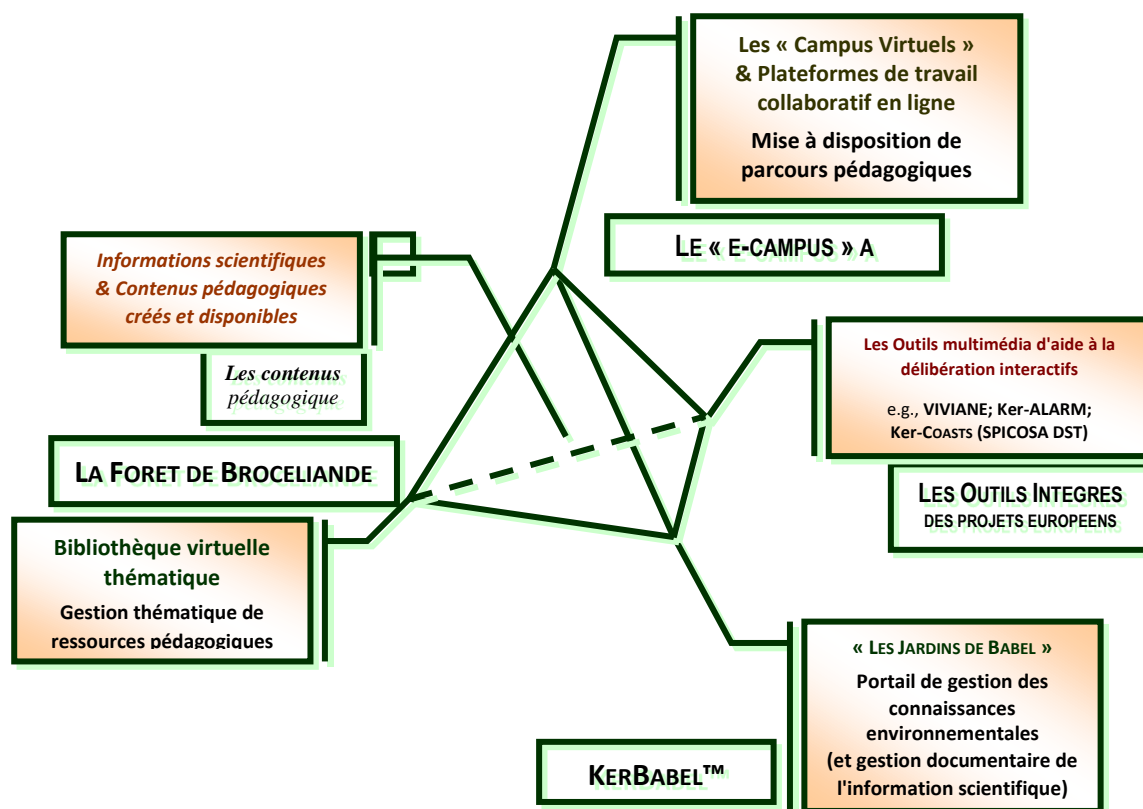 Les « Campus Virtuels »
& Plateformes de travail
collaboratif en ligne
Mise à disposition de
parcours pédagogiques
LE « E-CAMPUS » A
Informations scientifiques
& Contenus pédagogiques
créés et disponibles
Les contenus
pédagogique
LA FORET DE BROCELIANDE
Bibliothèque virtuelle
thématique
Gestion thématique de
ressources pédagogiques
Les Outils multimédia d'aide à la
délibération interactifs
e.g., VIVIANE; Ker-ALARM;
Ker-COASTS (SPICOSA DST)
LES OUTILS INTEGRES
DES PROJETS EUROPEENS
« LES JARDINS DE BABEL »
Portail de gestion des
connaissances
environnementales
(et gestion documentaire de
l'information scientifique)
KERBABEL™